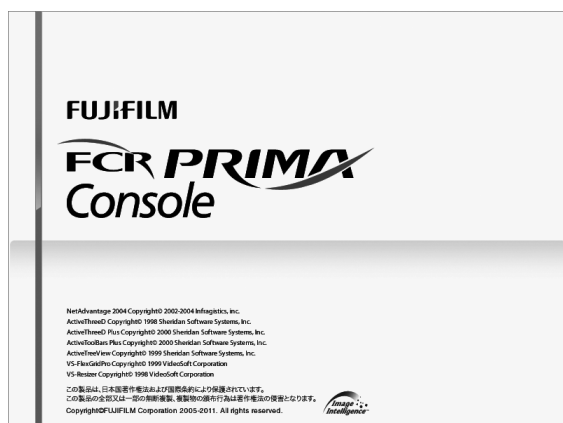 FUJIFILM
FCR PRIMA
Console
NetAdvantage 2004 Copyright© 2002-2004 Infragistics, inc.
ActiveThreeD Copyright© 1998 Sheridan Software Systems, Inc.
ActiveThreeD Plus Copyright© 2000 Sheridan Software Systems, Inc.
ActiveToolBars Plus Copyright© 2000 Sheridan Software Systems, Inc.
ActiveTreeView Copyright© 1999 Sheridan Software Systems, Inc.
VS-FlexGridPro Copyright© 1999 VideoSoft Corporation
VS-Resizer Copyright© 1998 VideoSoft Corporation
この製品は、日本国著作権法および国際条約により保護されています。
この製品の全部又は一部の無断複製、複製物の頒布行為は著作権法の侵害となります。
Copyright©FUJIFILM Corporation 2005-2011. All rights reserved.
Image
Intelligence™